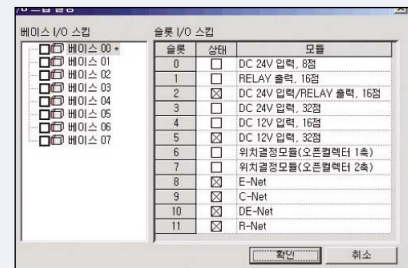 베이스 I/O 스킵
베이스 00 *
베이스 01
베이스 02
베이스 03
베이스 04
베이스 05
베이스 06
베이스 07
슬롯 I/O 스킵
슬롯 상태 모듈
0 DC 24V 입력, 8점
1 RELAY 출력, 16점
2 DC 24V 입력/RELAY 출력, 16점
3 DC 24V 입력, 32점
4 DC 12V 입력, 16점
5 DC 12V 입력, 32점
6 위치결정모듈(오픈컬렉터 1축)
7 위치결정모듈(오픈컬렉터 2축)
8 E-Net
9 C-Net
10 DE-Net
11 R-Net
확인 취소